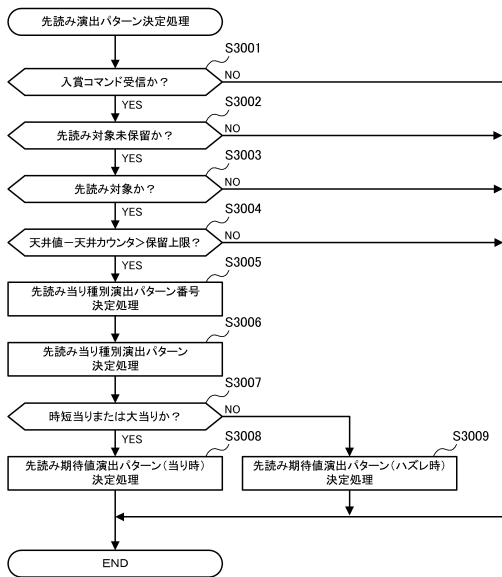 先読み演出パターン決定処理
S3001
入賞コマンド受信か？
NO
YES
S3002
先読み対象未保留か？
NO
YES
S3003
先読み対象か？
NO
YES
S3004
天井値－天井カウンタ＞保留上限？
NO
YES
S3005
先読み当り種別演出パターン番号
決定処理
S3006
先読み当り種別演出パターン
決定処理
S3007
時短当りまたは大当りか？
NO
YES
S3008
先読み期待値演出パターン（当り時）
決定処理
S3009
先読み期待値演出パターン（ハズレ時）
決定処理
END